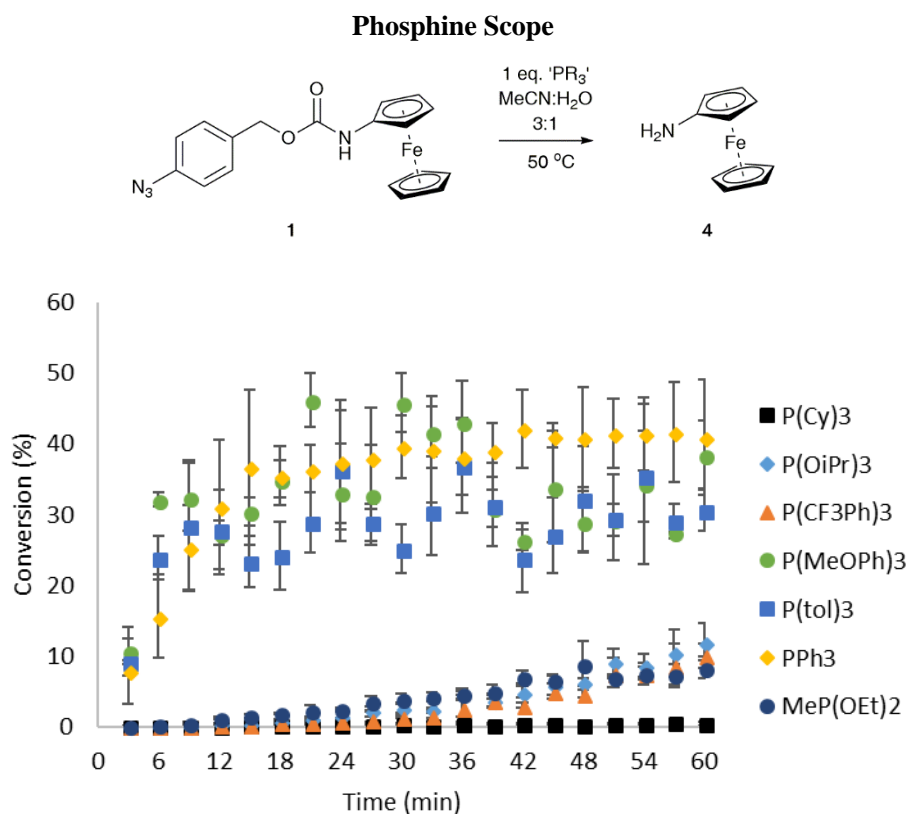 Phosphine Scope
1 eq. 'PR3'
MeCN:H2O
3:1
50 °C
O
O
N
H
Fe
N3
1
H2N
Fe
4
Conversion (%)
60
50
40
30
20
10
0
0 6 12 18 24 30 36 42 48 54 60
Time (min)
P(Cy)3
P(OiPr)3
P(CF3Ph)3
P(MeOPh)3
P(tol)3
PPh3
MeP(OEt)2